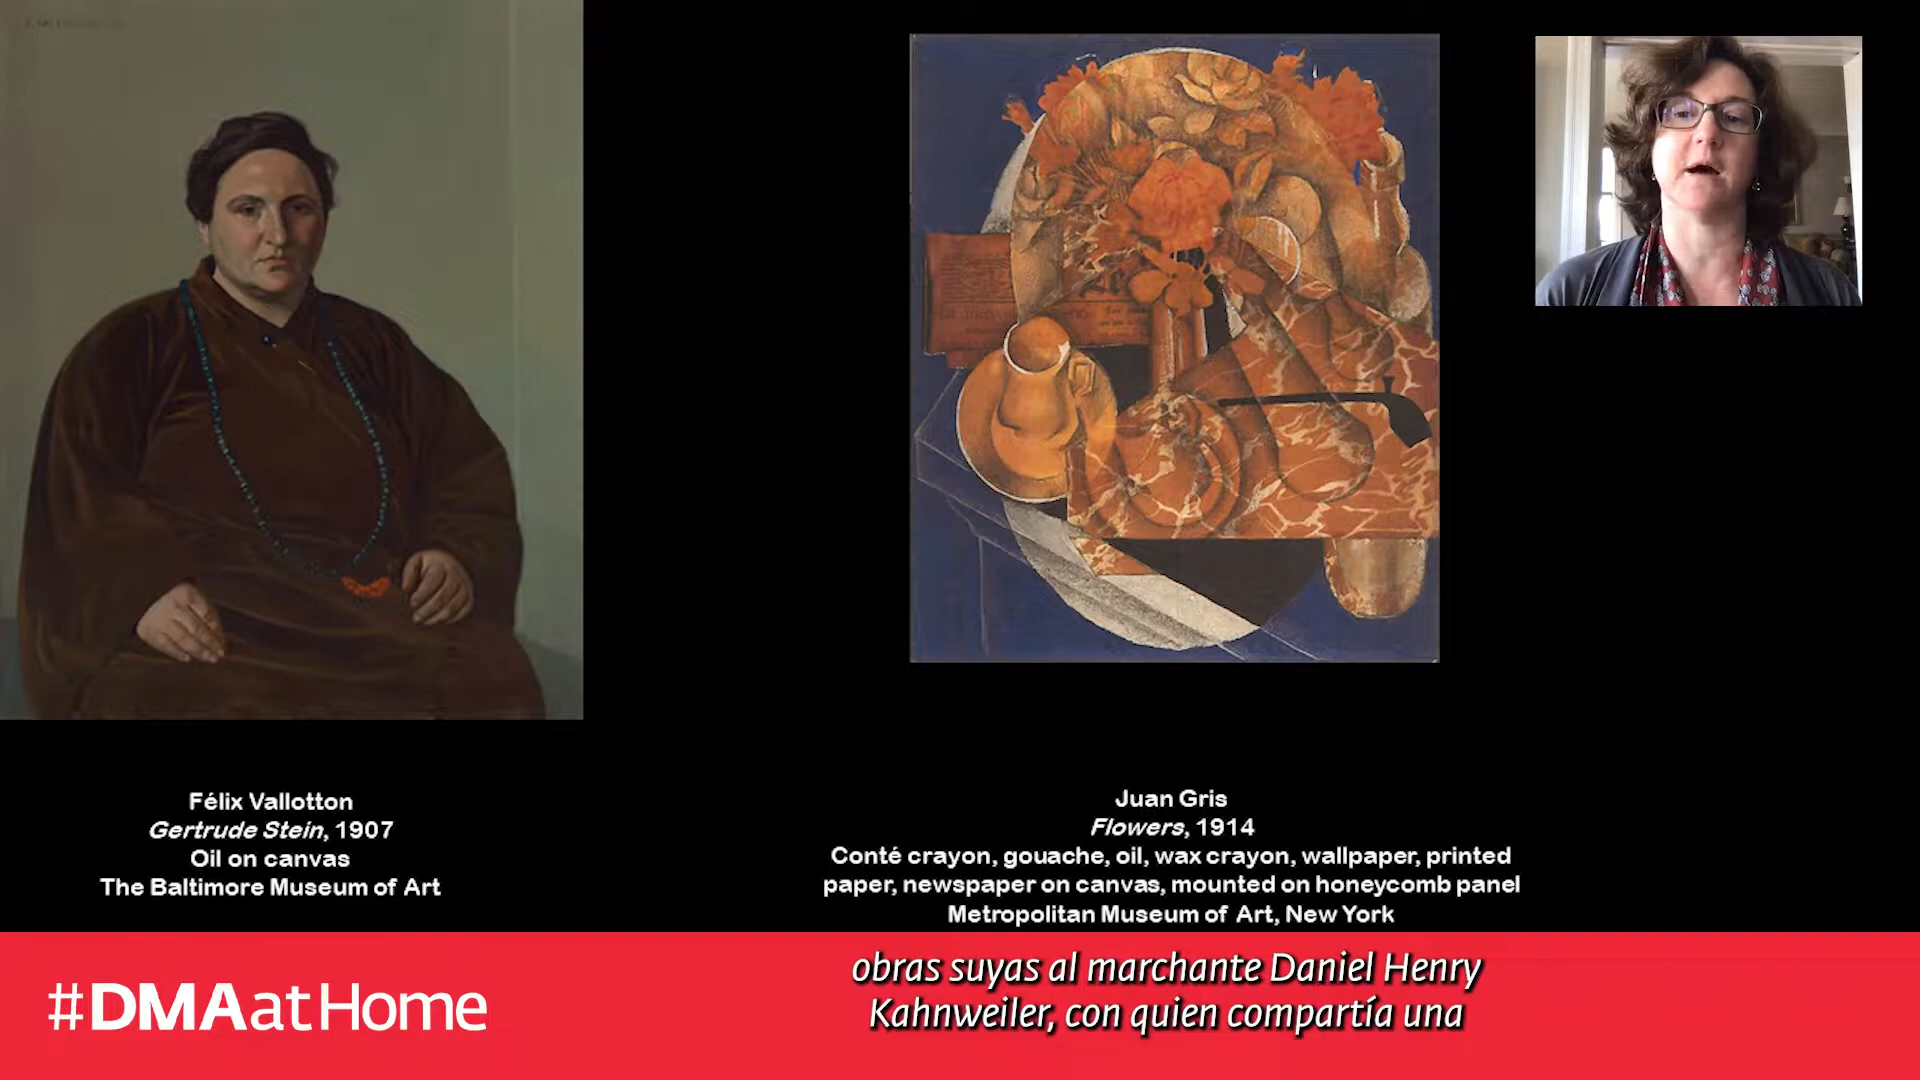 Félix Vallotton
Gertrude Stein, 1907
Oil on canvas
The Baltimore Museum of Art
Juan Gris
Flowers, 1914
Conté crayon, gouache, oil, wax crayon, wallpaper, printed
paper, newspaper on canvas, mounted on honeycomb panel
Metropolitan Museum of Art, New York
#DMAatHome
obras suyas al marchante Daniel Henry
Kahnweiler, con quien compartía una